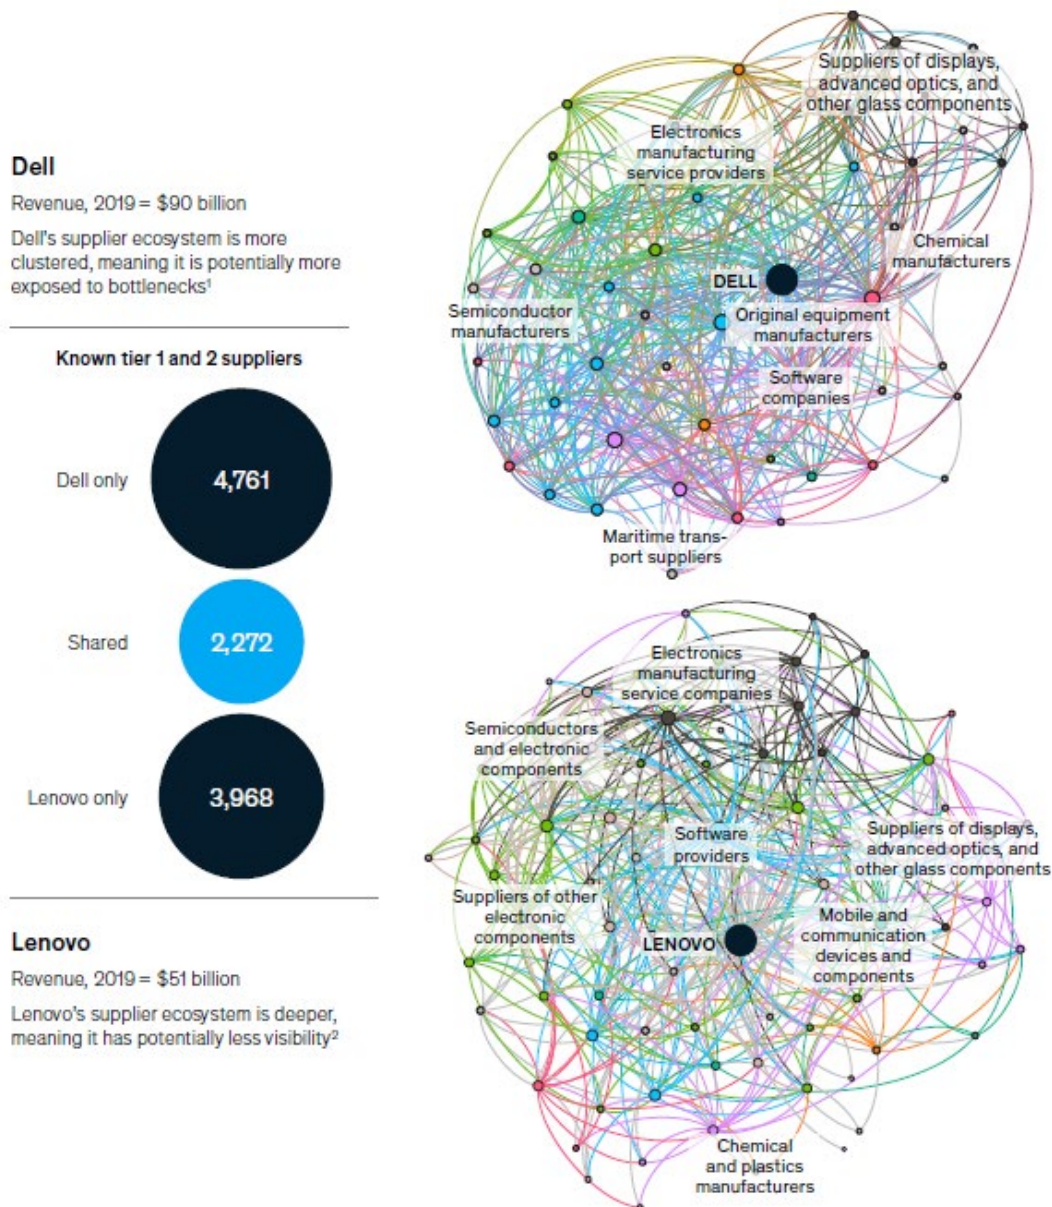 Dell
Revenue, 2019 = $90 billion
Dell's supplier ecosystem is more
clustered, meaning it is potentially more
exposed to bottlenecks¹
Known tier 1 and 2 suppliers
Dell only
4,761
Shared
2,272
Lenovo only
3,968
Lenovo
Revenue, 2019 = $51 billion
Lenovo's supplier ecosystem is deeper,
meaning it has potentially less visibility²
Suppliers of displays,
advanced optics, and
other glass components
Electronics
manufacturing
service providers
Chemical
manufacturers
DELL
Semiconductor
manufacturers
Original equipment
manufacturers
Software
companies
Maritime trans-
port suppliers
Electronics
manufacturing
service companies
Semiconductors
and electronic
components
Software
providers
Suppliers of displays,
advanced optics, and
other glass components
Suppliers of other
electronic
components
LENOVO
Mobile and
communication
devices and
components
Chemical
and plastics
manufacturers